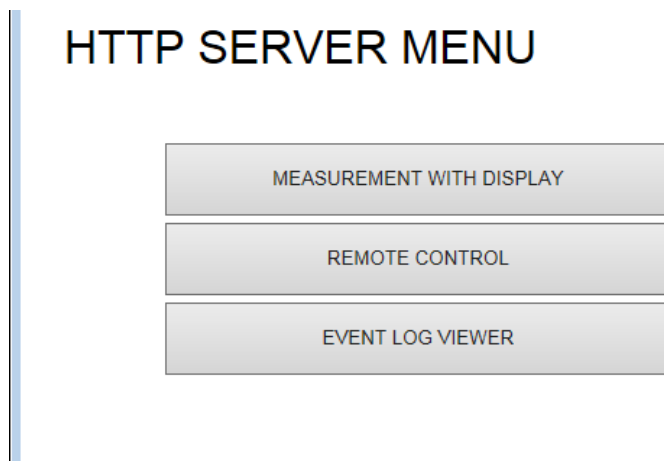 HTTP SERVER MENU
MEASUREMENT WITH DISPLAY
REMOTE CONTROL
EVENT LOG VIEWER